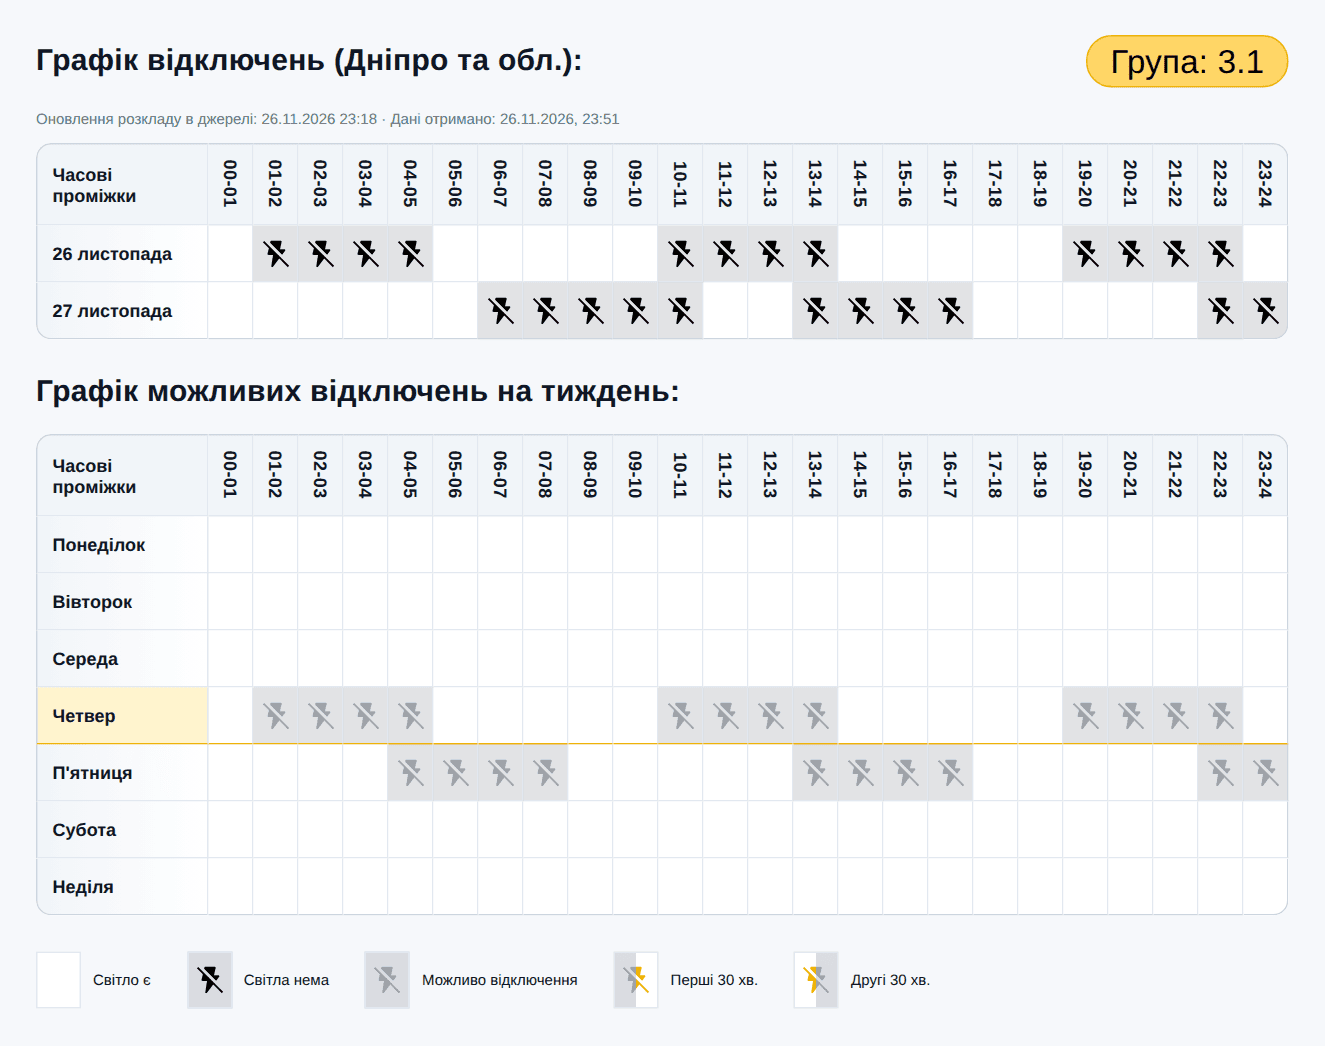 Графік відключень (Дніпро та обл.):
Група: 3.1
Оновлення розкладу в джерелі: 26.11.2026 23:18 · Дані отримано: 26.11.2026, 23:51
Часові
проміжки
00-01 01-02 02-03 03-04 04-05 05-06 06-07 07-08 08-09 09-10 10-11 11-12 12-13 13-14 14-15 15-16 16-17 17-18 18-19 19-20 20-21 21-22 22-23 23-24
26 листопада
27 листопада
Графік можливих відключень на тиждень:
Часові
проміжки
00-01 01-02 02-03 03-04 04-05 05-06 06-07 07-08 08-09 09-10 10-11 11-12 12-13 13-14 14-15 15-16 16-17 17-18 18-19 19-20 20-21 21-22 22-23 23-24
Понеділок
Вівторок
Середа
Четвер
П'ятниця
Субота
Неділя
Світло є Світла нема Можливо відключення Перші 30 хв. Другі 30 хв.